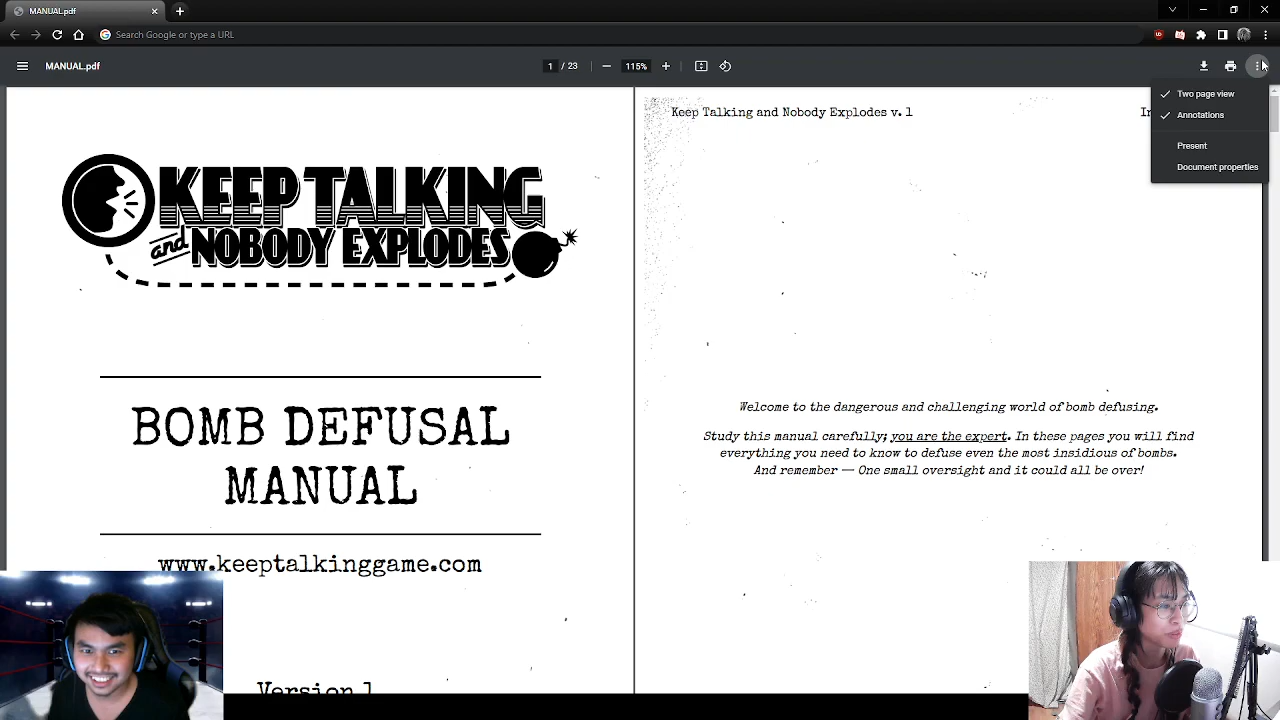 MANUAL.pdf
Search Google or type a URL
MANUAL.pdf
1 / 23
115%
Two page view
Annotations
Present
Document properties
KEEP TALKING
and NOBODY EXPLODES
BOMB DEFUSAL
MANUAL
www.keeptalkinggame.com
Version 1
Keep Talking and Nobody Explodes v. 1
In
Welcome to the dangerous and challenging world of bomb defusing.
Study this manual carefully; you are the expert. In these pages you will find
everything you need to know to defuse even the most insidious of bombs.
And remember — One small oversight and it could all be over!